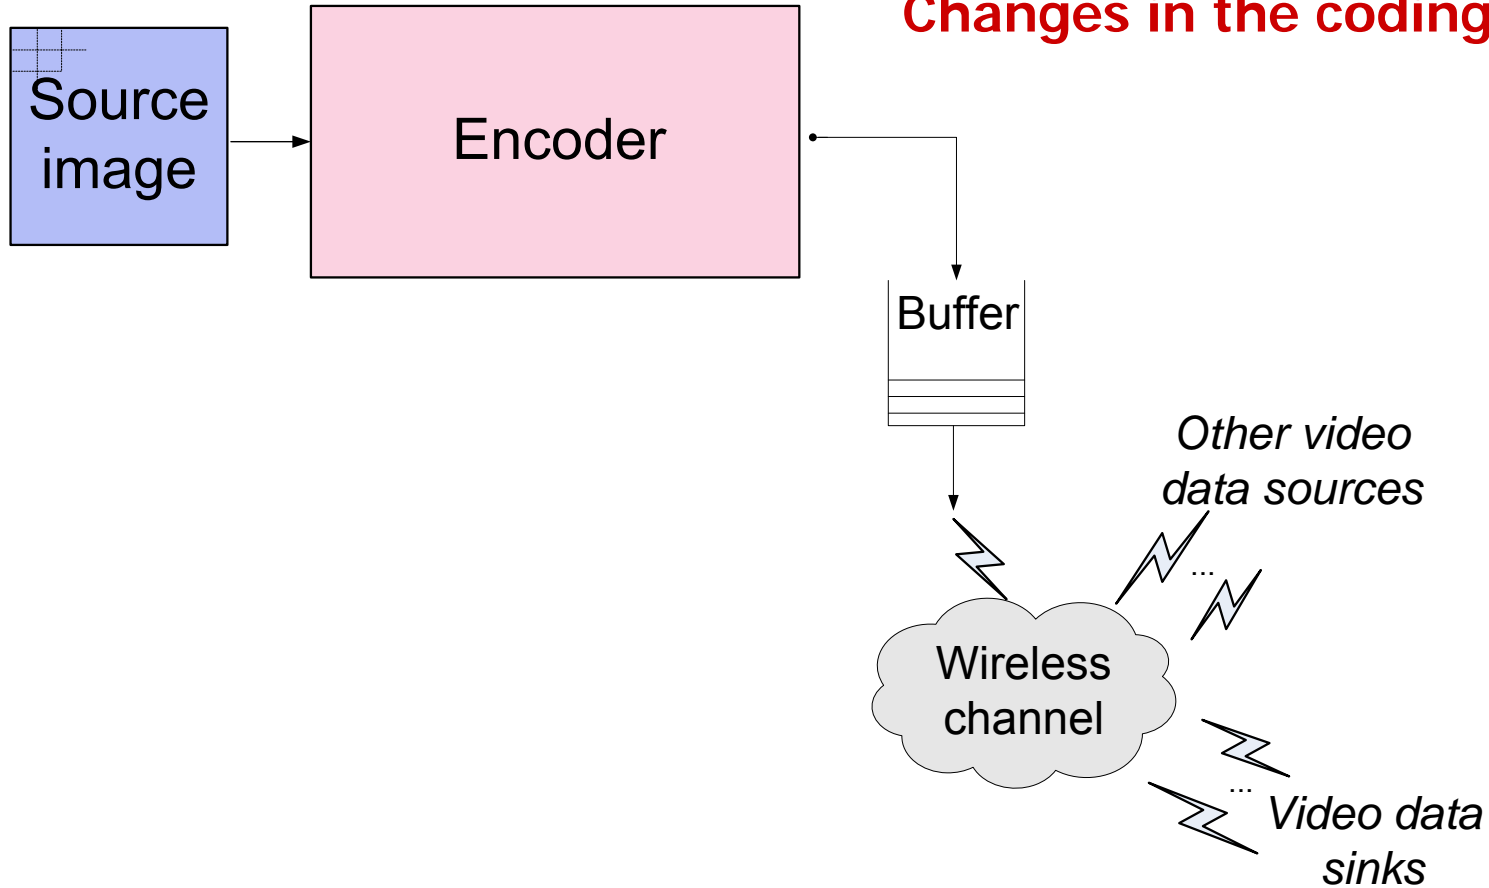 Changes in the coding
Source
image
Encoder
Buffer
Other video
data sources
...
Wireless
channel
...
Video data
sinks